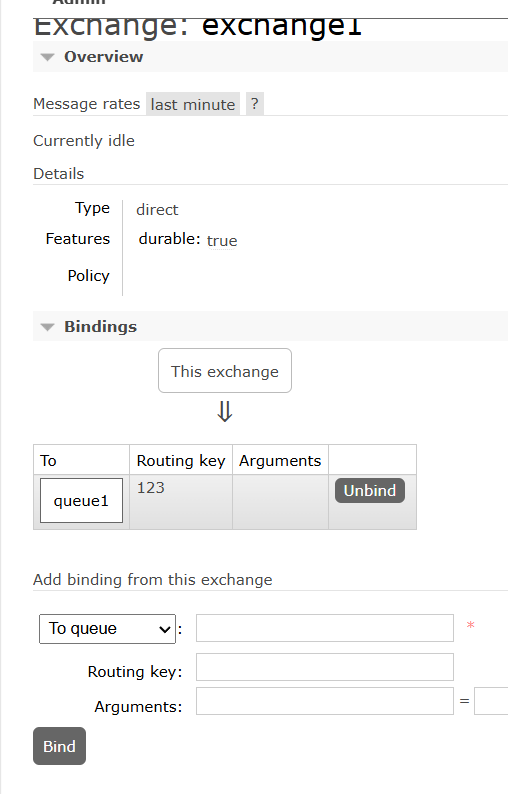 Admin
Exchange: exchange1
Overview
Message rates last minute ?
Currently idle
Details
Type direct
Features durable: true
Policy
Bindings
This exchange
⇓
To Routing key Arguments
queue1 123 Unbind
Add binding from this exchange
To queue : *
Routing key:
Arguments: =
Bind